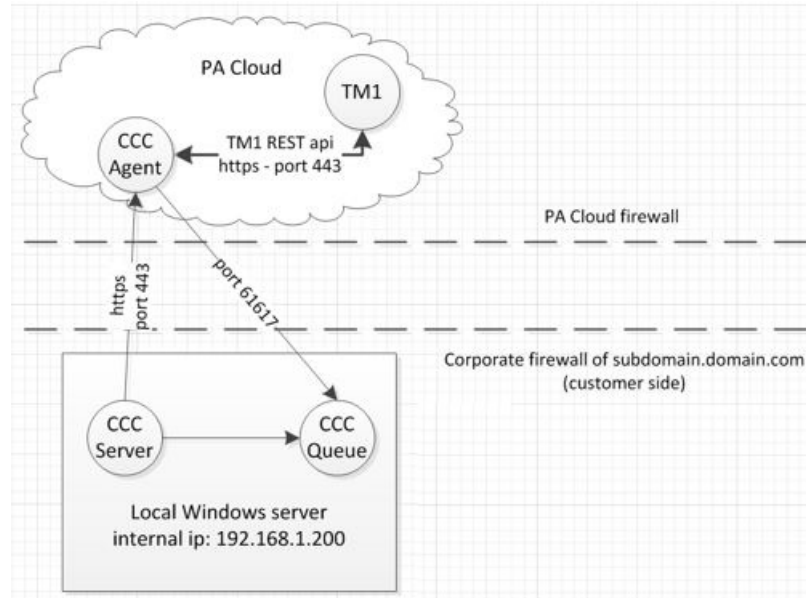 PA Cloud
TM1
CCC
Agent
TM1 REST api
https - port 443
PA Cloud firewall
https
port 443
port 61617
Corporate firewall of subdomain.domain.com
(customer side)
CCC
Server
CCC
Queue
Local Windows server
internal ip: 192.168.1.200